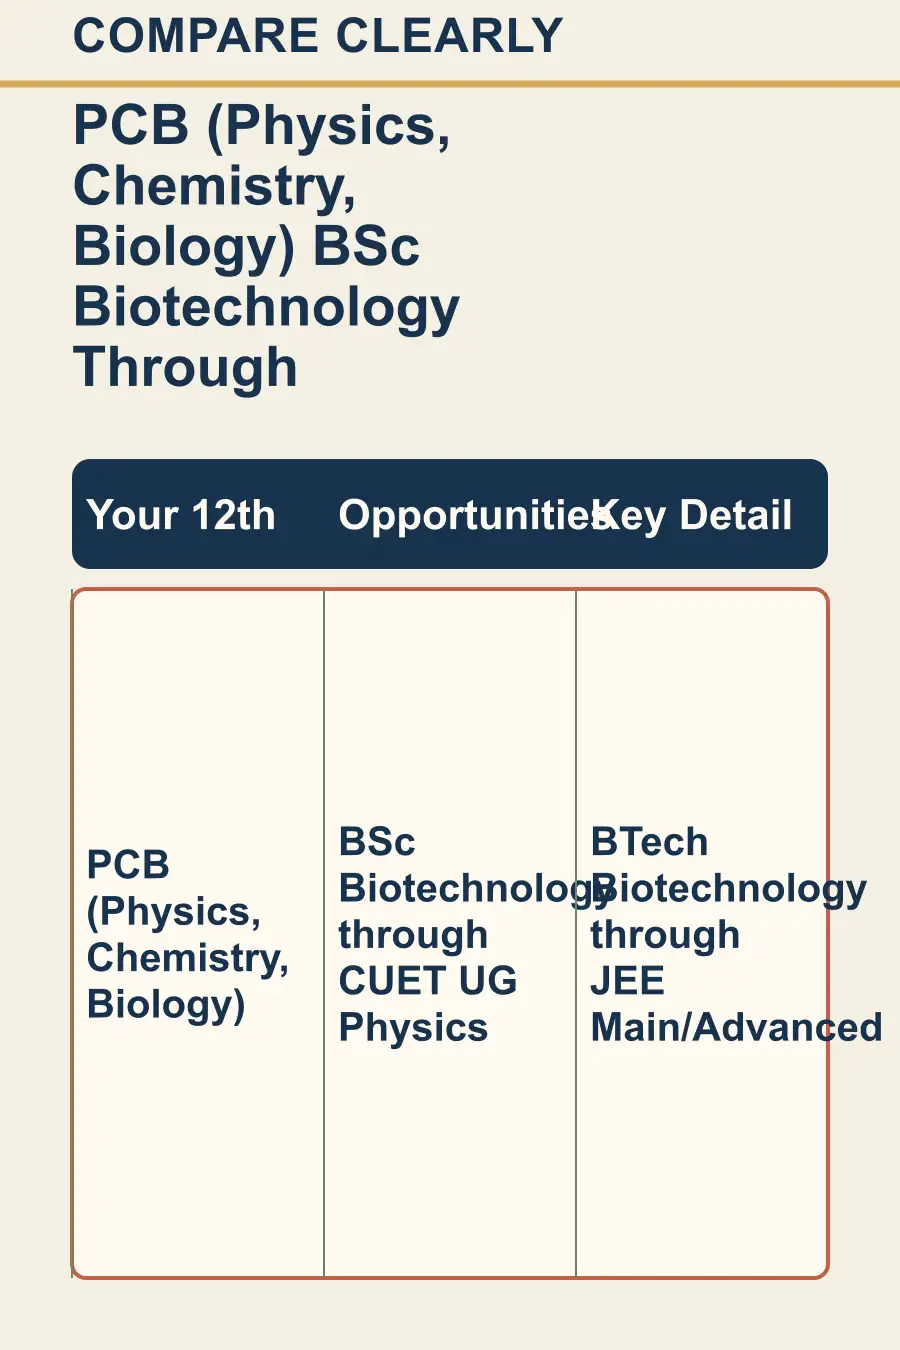 COMPARE CLEARLY
PCB (Physics,
Chemistry,
Biology) BSc
Biotechnology
Through
Your 12th
Opportunities
Key Detail
PCB
(Physics,
Chemistry,
Biology)
BSc
Biotechnology
through
CUET UG
Physics
BTech
Biotechnology
through
JEE
Main/Advanced